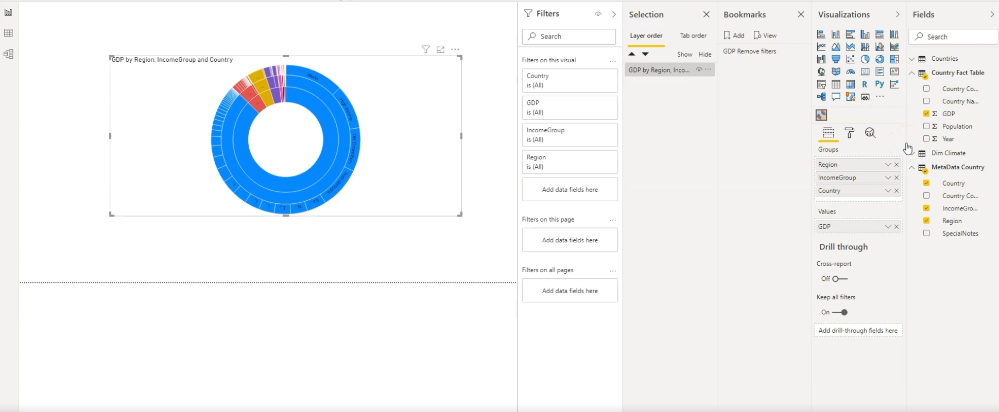 GDP by Region, IncomeGroup and Country
World
High income
OECD members
Post-demogra...
Eur...
N...
E...
Filters
Search
Filters on this visual
Country
is (All)
GDP
is (All)
IncomeGroup
is (All)
Region
is (All)
Add data fields here
Filters on this page
Add data fields here
Filters on all pages
Add data fields here
Selection
Layer order
Tab order
Show
Hide
GDP by Region, Inco...
Bookmarks
Add
View
GDP Remove filters
Visualizations
R
Py
Groups
Region
IncomeGroup
Country
Values
GDP
Drill through
Cross-report
Off
Keep all filters
On
Add drill-through fields here
Fields
Search
Countries
Country Fact Table
Country Co...
Country Na...
Σ GDP
Σ Population
Σ Year
Dim Climate
MetaData Country
Country
Country Co...
IncomeGro...
Region
SpecialNotes